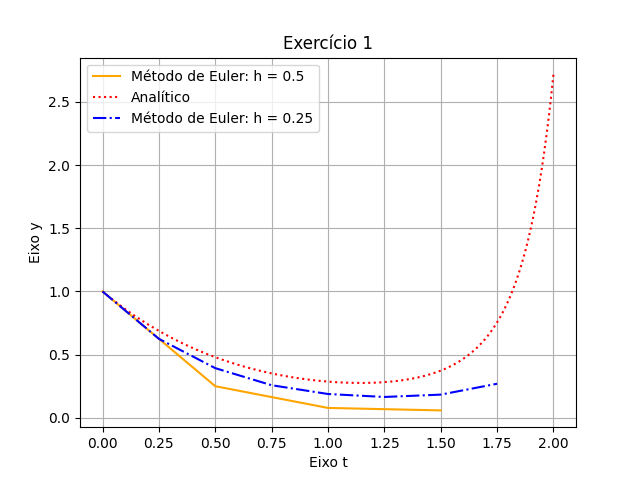 Exercício 1
Método de Euler: h = 0.5
Analítico
Método de Euler: h = 0.25
Eixo y
2.5
2.0
1.5
1.0
0.5
0.0
0.00 0.25 0.50 0.75 1.00 1.25 1.50 1.75 2.00
Eixo t